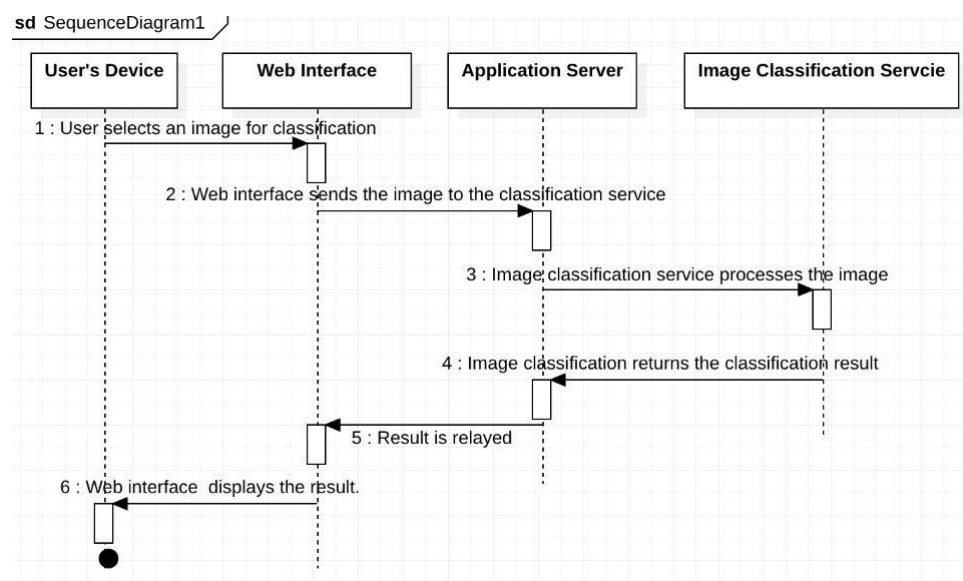 sd SequenceDiagram1
User's Device
Web Interface
Application Server
Image Classification Servcie
1 : User selects an image for classification
2 : Web interface sends the image to the classification service
3 : Image classification service processes the image
4 : Image classification returns the classification result
5 : Result is relayed
6 : Web interface  displays the result.